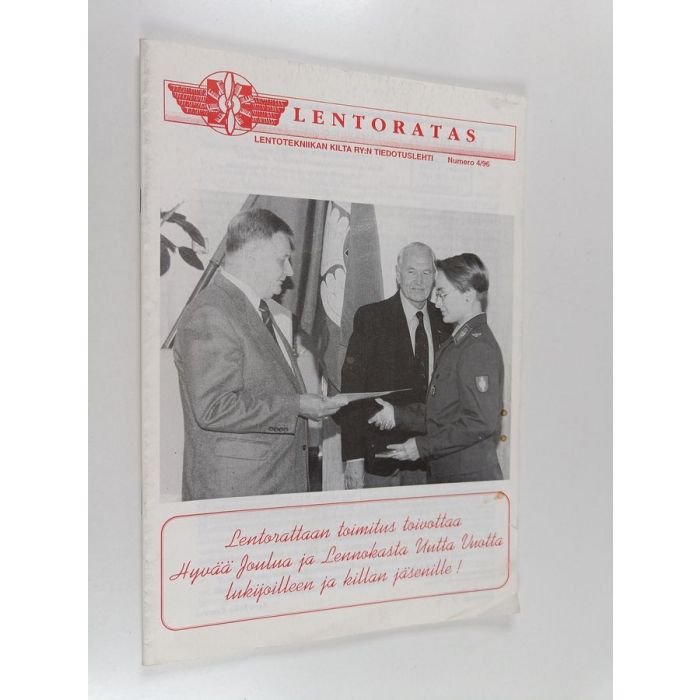 LENTORATAS
LENTOTEKNIIKAN KILTA RY:N TIEDOTUSLEHTI Numero 4/96
Lentorattaan toimitus toivottaa
Hyvää Joulua ja Lennokasta Uutta Vuotta
lukijoilleen ja killan jäsenille !